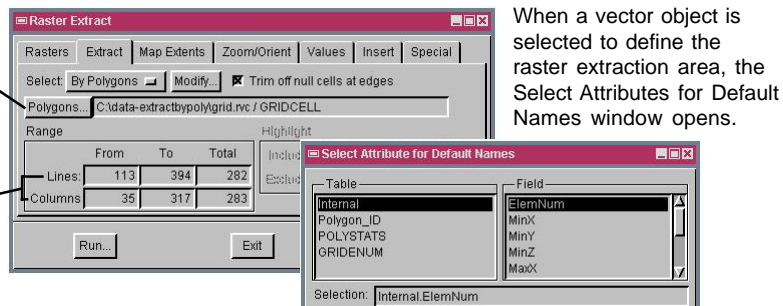 Raster Extract
Rasters Extract Map Extents Zoom/Orient Values Insert Special
Select: By Polygons Modify... Trim off null cells at edges
Polygons... C:\data-extractbypoly\grid.rvc / GRIDCELL
Range Highlight
From To Total
Lines: 113 394 282
Columns 35 317 283
Run... Exit
When a vector object is
selected to define the
raster extraction area, the
Select Attributes for Default
Names window opens.
Select Attribute for Default Names
Table
Internal
Polygon_ID
POLYSTATS
GRIDENUM
Field
ElemNum
MinX
MinY
MinZ
MaxX
Selection: Internal.ElemNum